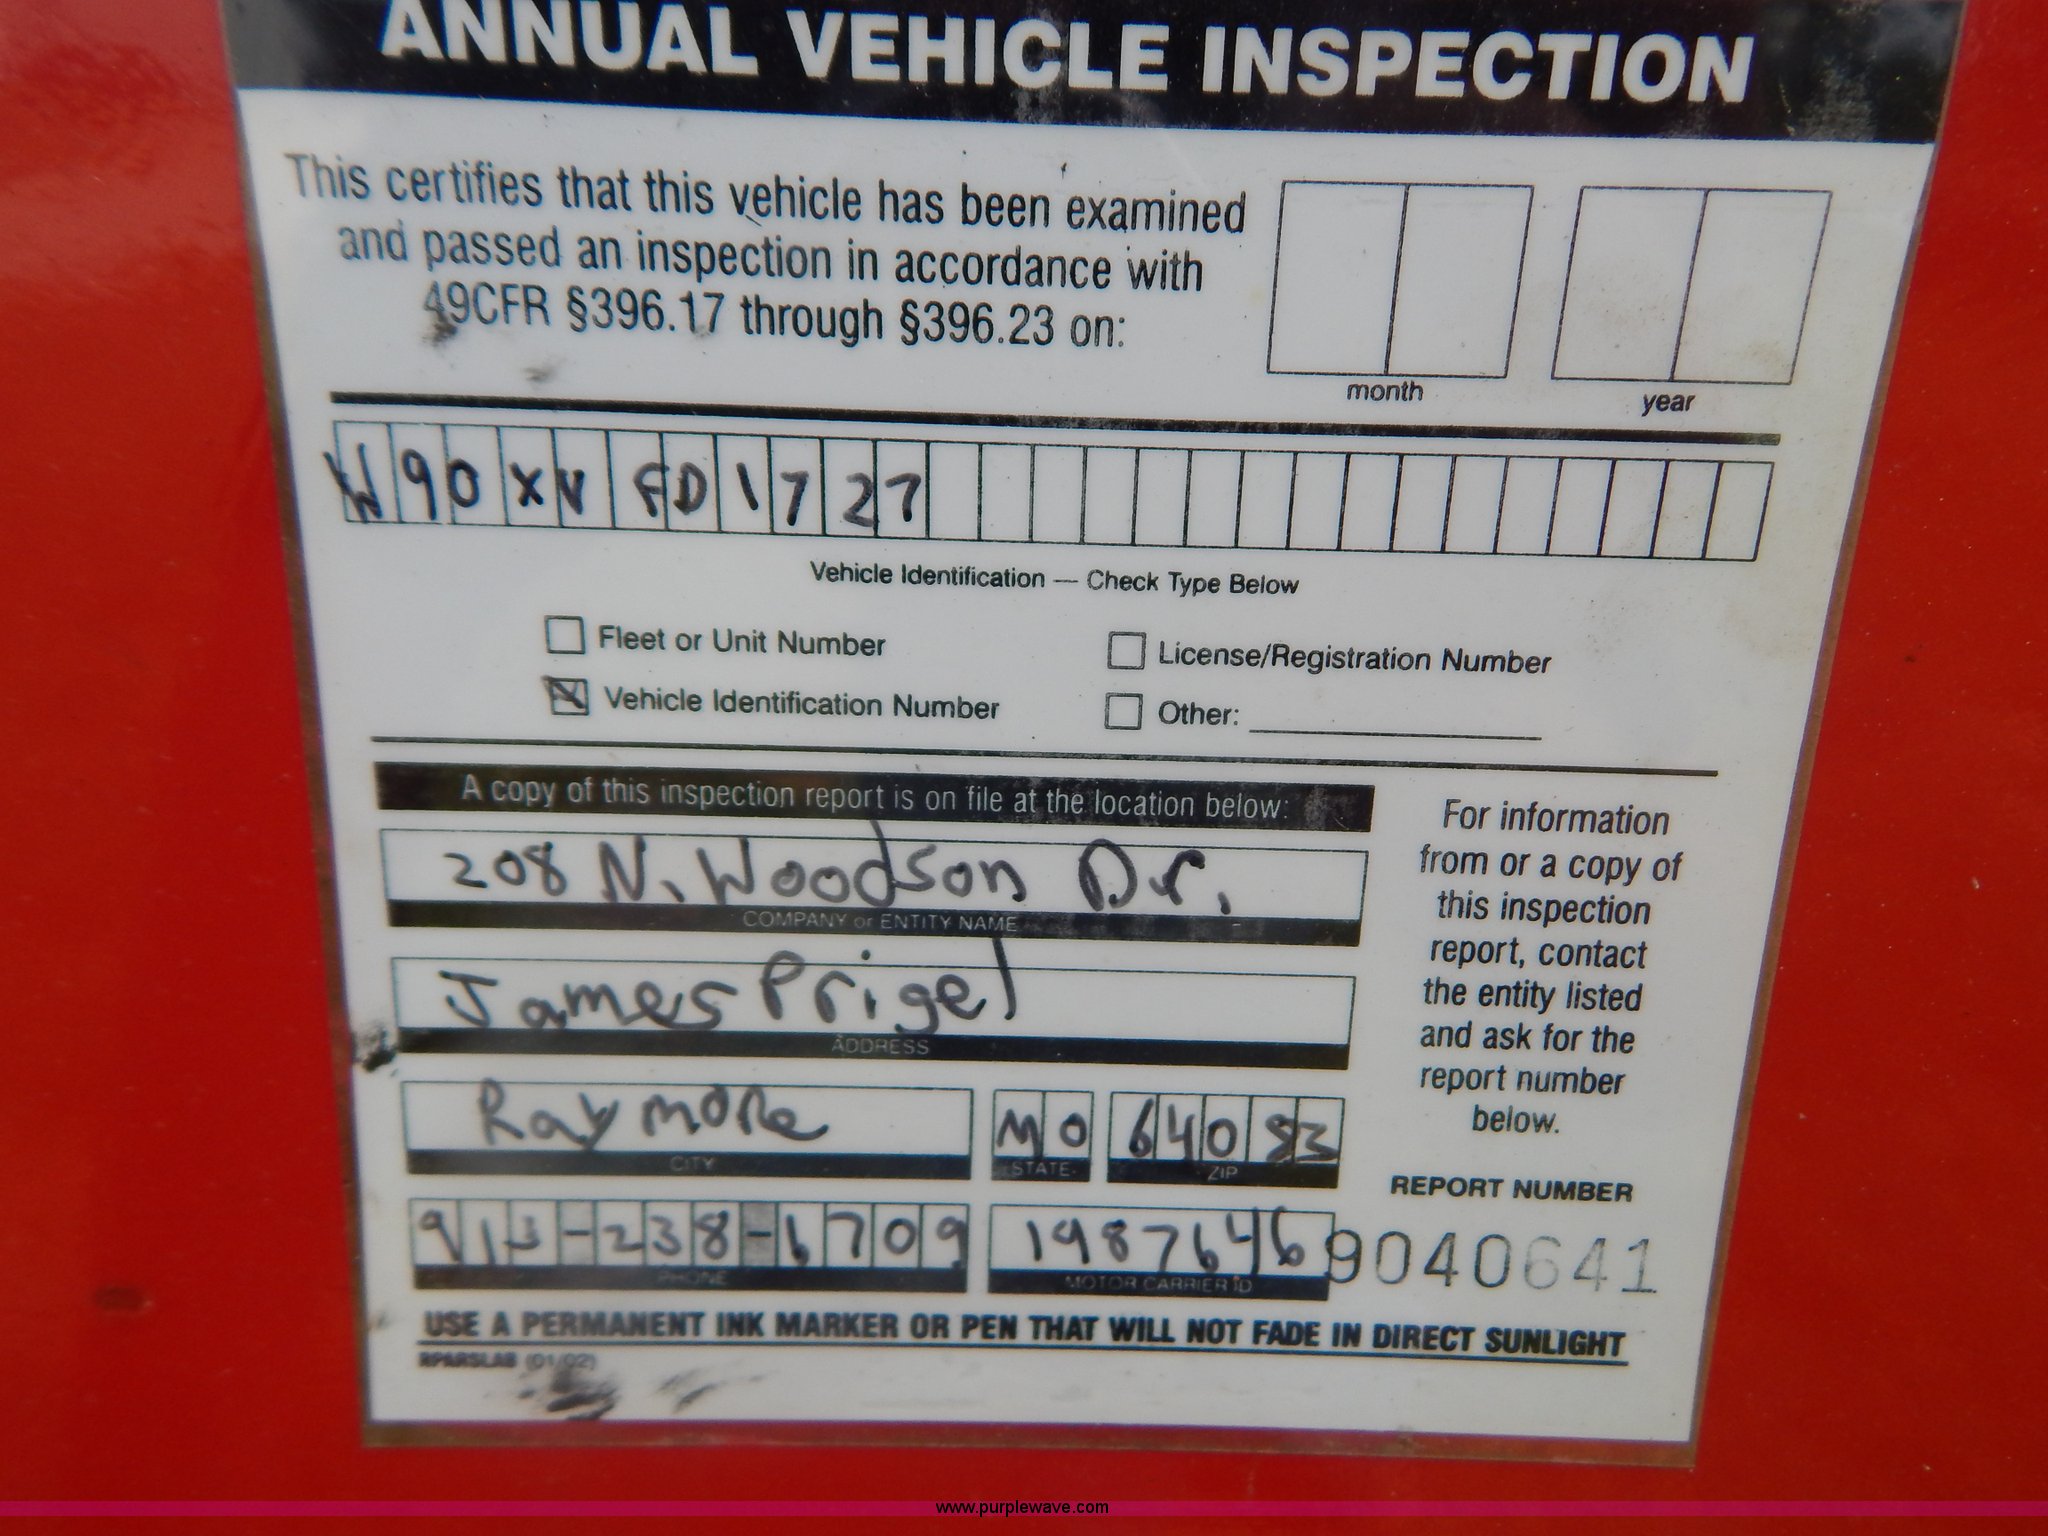 ANNUAL VEHICLE INSPECTION
This certifies that this vehicle has been examined
and passed an inspection in accordance with
49CFR §396.17 through §396.23 on:
month year
W90XVFD1727
Vehicle Identification — Check Type Below
Fleet or Unit Number
License/Registration Number
Vehicle Identification Number
Other:
A copy of this inspection report is on file at the location below:
208 N. Woodson Dr.
COMPANY or ENTITY NAME
James Prigel
ADDRESS
Raymore MO 64083
CITY STATE ZIP
913-238-6709 1987646
PHONE MOTOR CARRIER ID
For information
from or a copy of
this inspection
report, contact
the entity listed
and ask for the
report number
below.
REPORT NUMBER
9040641
USE A PERMANENT INK MARKER OR PEN THAT WILL NOT FADE IN DIRECT SUNLIGHT
RPARSLAB (01/02)
www.purplewave.com